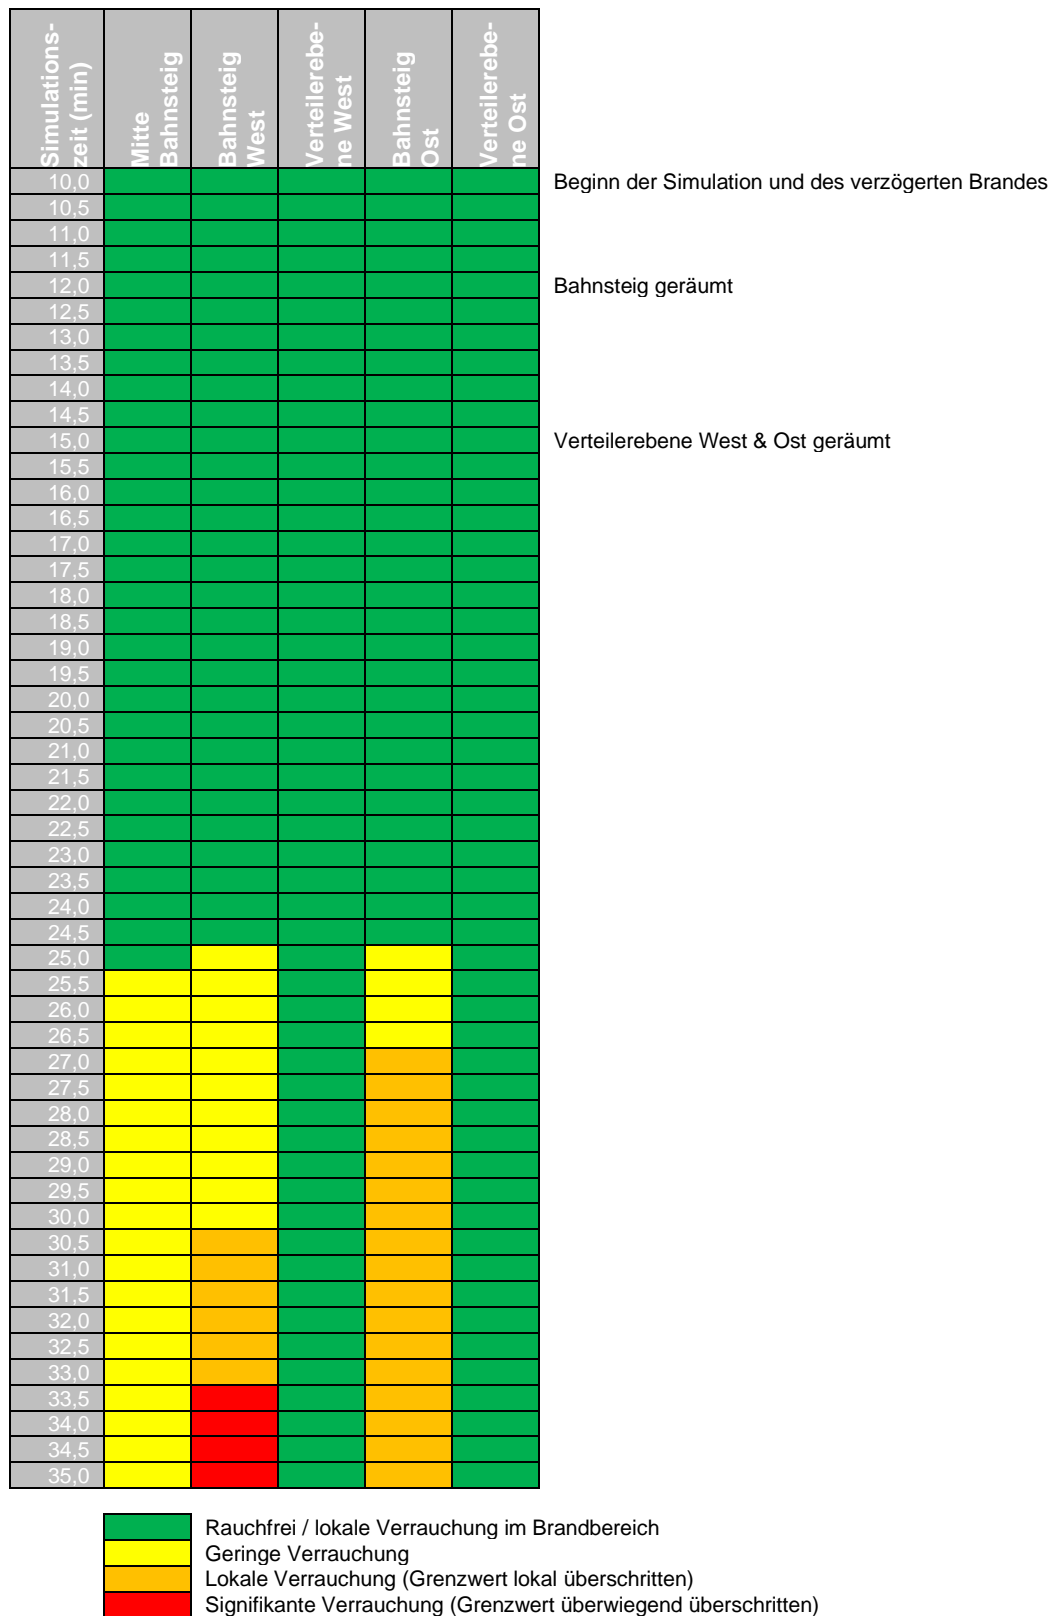 Simulations-
zeit (min)
Mitte
Bahnsteig
Bahnsteig
West
Verteilerebe-
ne West
Bahnsteig
Ost
Verteilerebe-
ne Ost
10,0 Beginn der Simulation und des verzögerten Brandes
10,5
11,0
11,5
12,0 Bahnsteig geräumt
12,5
13,0
13,5
14,0
14,5
15,0 Verteilerebene West & Ost geräumt
15,5
16,0
16,5
17,0
17,5
18,0
18,5
19,0
19,5
20,0
20,5
21,0
21,5
22,0
22,5
23,0
23,5
24,0
24,5
25,0
25,5
26,0
26,5
27,0
27,5
28,0
28,5
29,0
29,5
30,0
30,5
31,0
31,5
32,0
32,5
33,0
33,5
34,0
34,5
35,0
Rauchfrei / lokale Verrauchung im Brandbereich
Geringe Verrauchung
Lokale Verrauchung (Grenzwert lokal überschritten)
Signifikante Verrauchung (Grenzwert überwiegend überschritten)